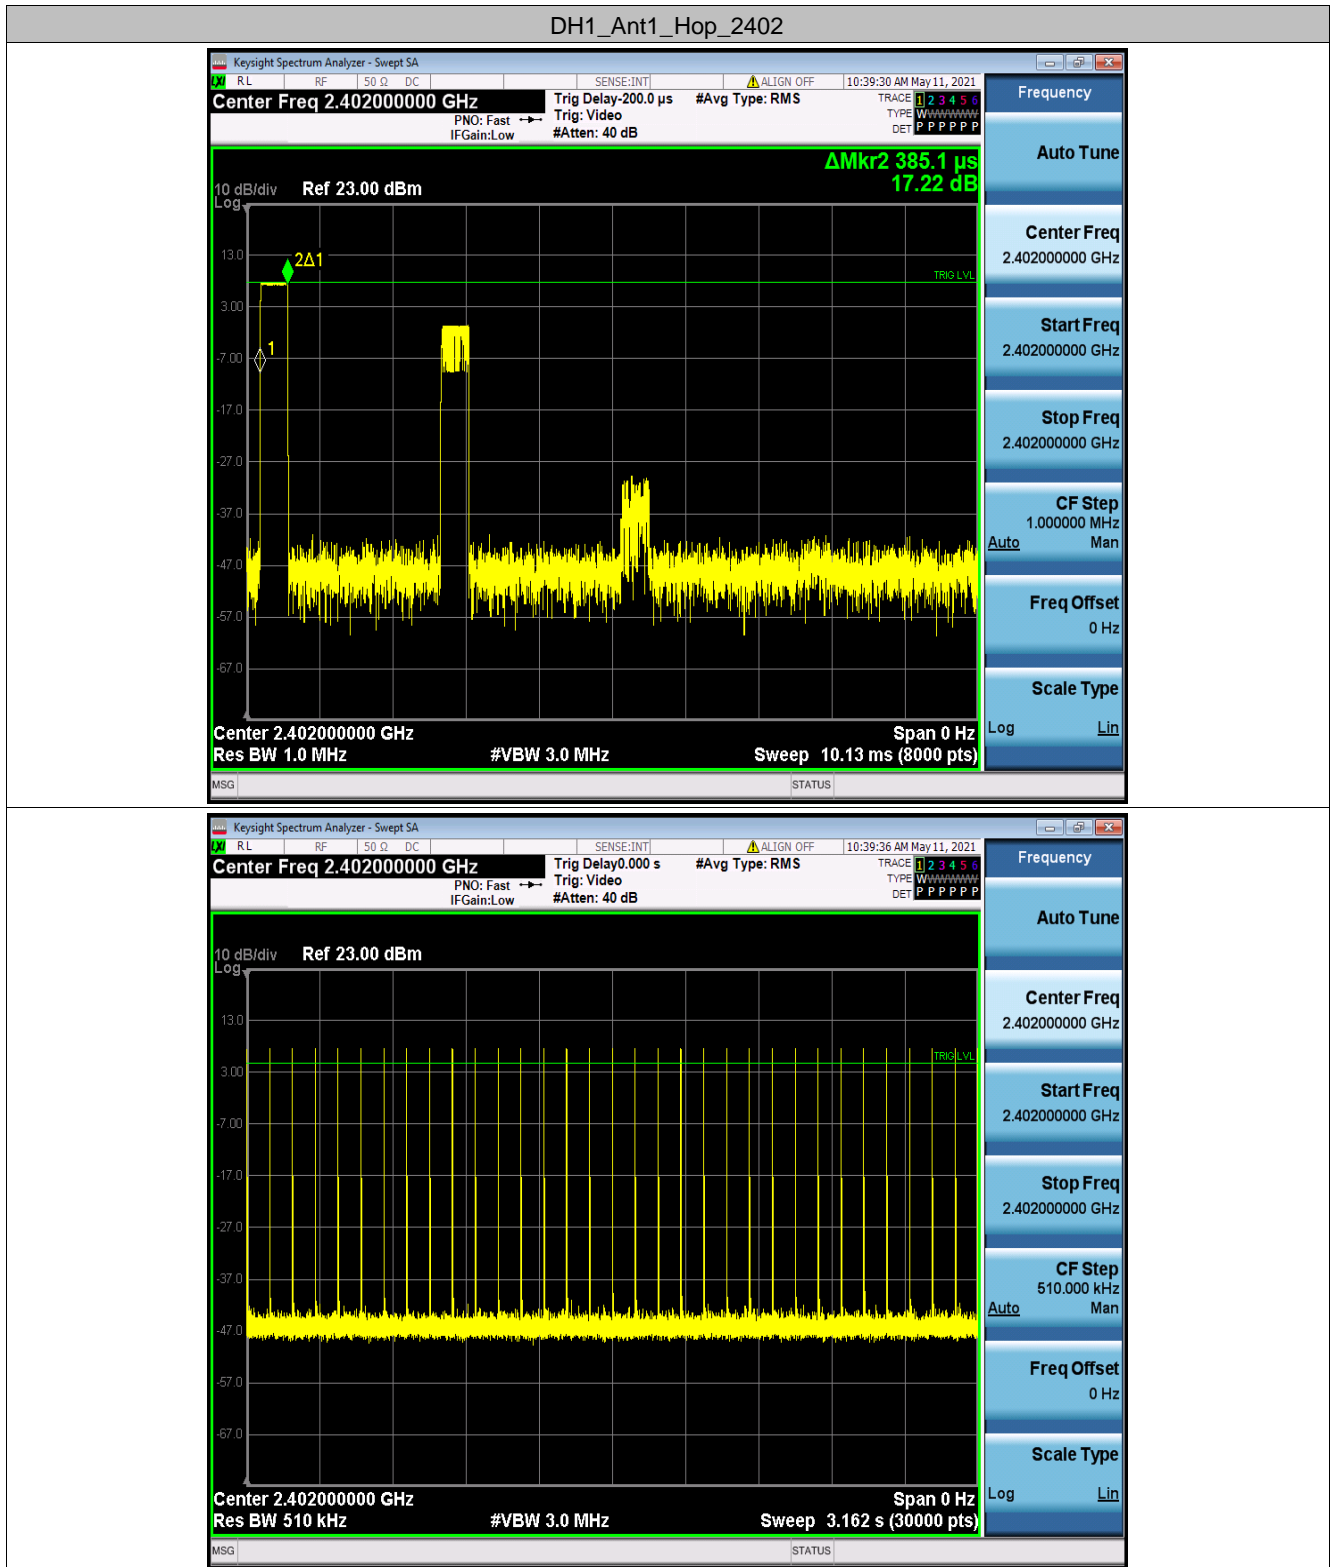 DH1_Ant1_Hop_2402
Keysight Spectrum Analyzer - Swept SA
LXI RL RF 50 Ω DC SENSE:INT ALIGN OFF 10:39:30 AM May 11, 2021
Center Freq 2.402000000 GHz
PNO: Fast
IFGain:Low
Trig Delay-200.0 µs
Trig: Video
#Atten: 40 dB
#Avg Type: RMS
TRACE 1 2 3 4 5 6
TYPE WWWWWW
DET P P P P P P
Frequency
Auto Tune
ΔMkr2 385.1 µs
17.22 dB
10 dB/div
Log
Ref 23.00 dBm
13.0
3.00
-7.00
-17.0
-27.0
-37.0
-47.0
-57.0
-67.0
2Δ1
1
TRIG LVL
Center Freq
2.402000000 GHz
Start Freq
2.402000000 GHz
Stop Freq
2.402000000 GHz
CF Step
1.000000 MHz
Auto Man
Freq Offset
0 Hz
Scale Type
Log Lin
Center 2.402000000 GHz Span 0 Hz
Res BW 1.0 MHz #VBW 3.0 MHz Sweep 10.13 ms (8000 pts)
MSG STATUS
Keysight Spectrum Analyzer - Swept SA
LXI RL RF 50 Ω DC SENSE:INT ALIGN OFF 10:39:36 AM May 11, 2021
Center Freq 2.402000000 GHz
PNO: Fast
IFGain:Low
Trig Delay0.000 s
Trig: Video
#Atten: 40 dB
#Avg Type: RMS
TRACE 1 2 3 4 5 6
TYPE WWWWWW
DET P P P P P P
Frequency
Auto Tune
10 dB/div
Log
Ref 23.00 dBm
13.0
3.00
-7.00
-17.0
-27.0
-37.0
-47.0
-57.0
-67.0
TRIG LVL
Center Freq
2.402000000 GHz
Start Freq
2.402000000 GHz
Stop Freq
2.402000000 GHz
CF Step
510.000 kHz
Auto Man
Freq Offset
0 Hz
Scale Type
Log Lin
Center 2.402000000 GHz Span 0 Hz
Res BW 510 kHz #VBW 3.0 MHz Sweep 3.162 s (30000 pts)
MSG STATUS